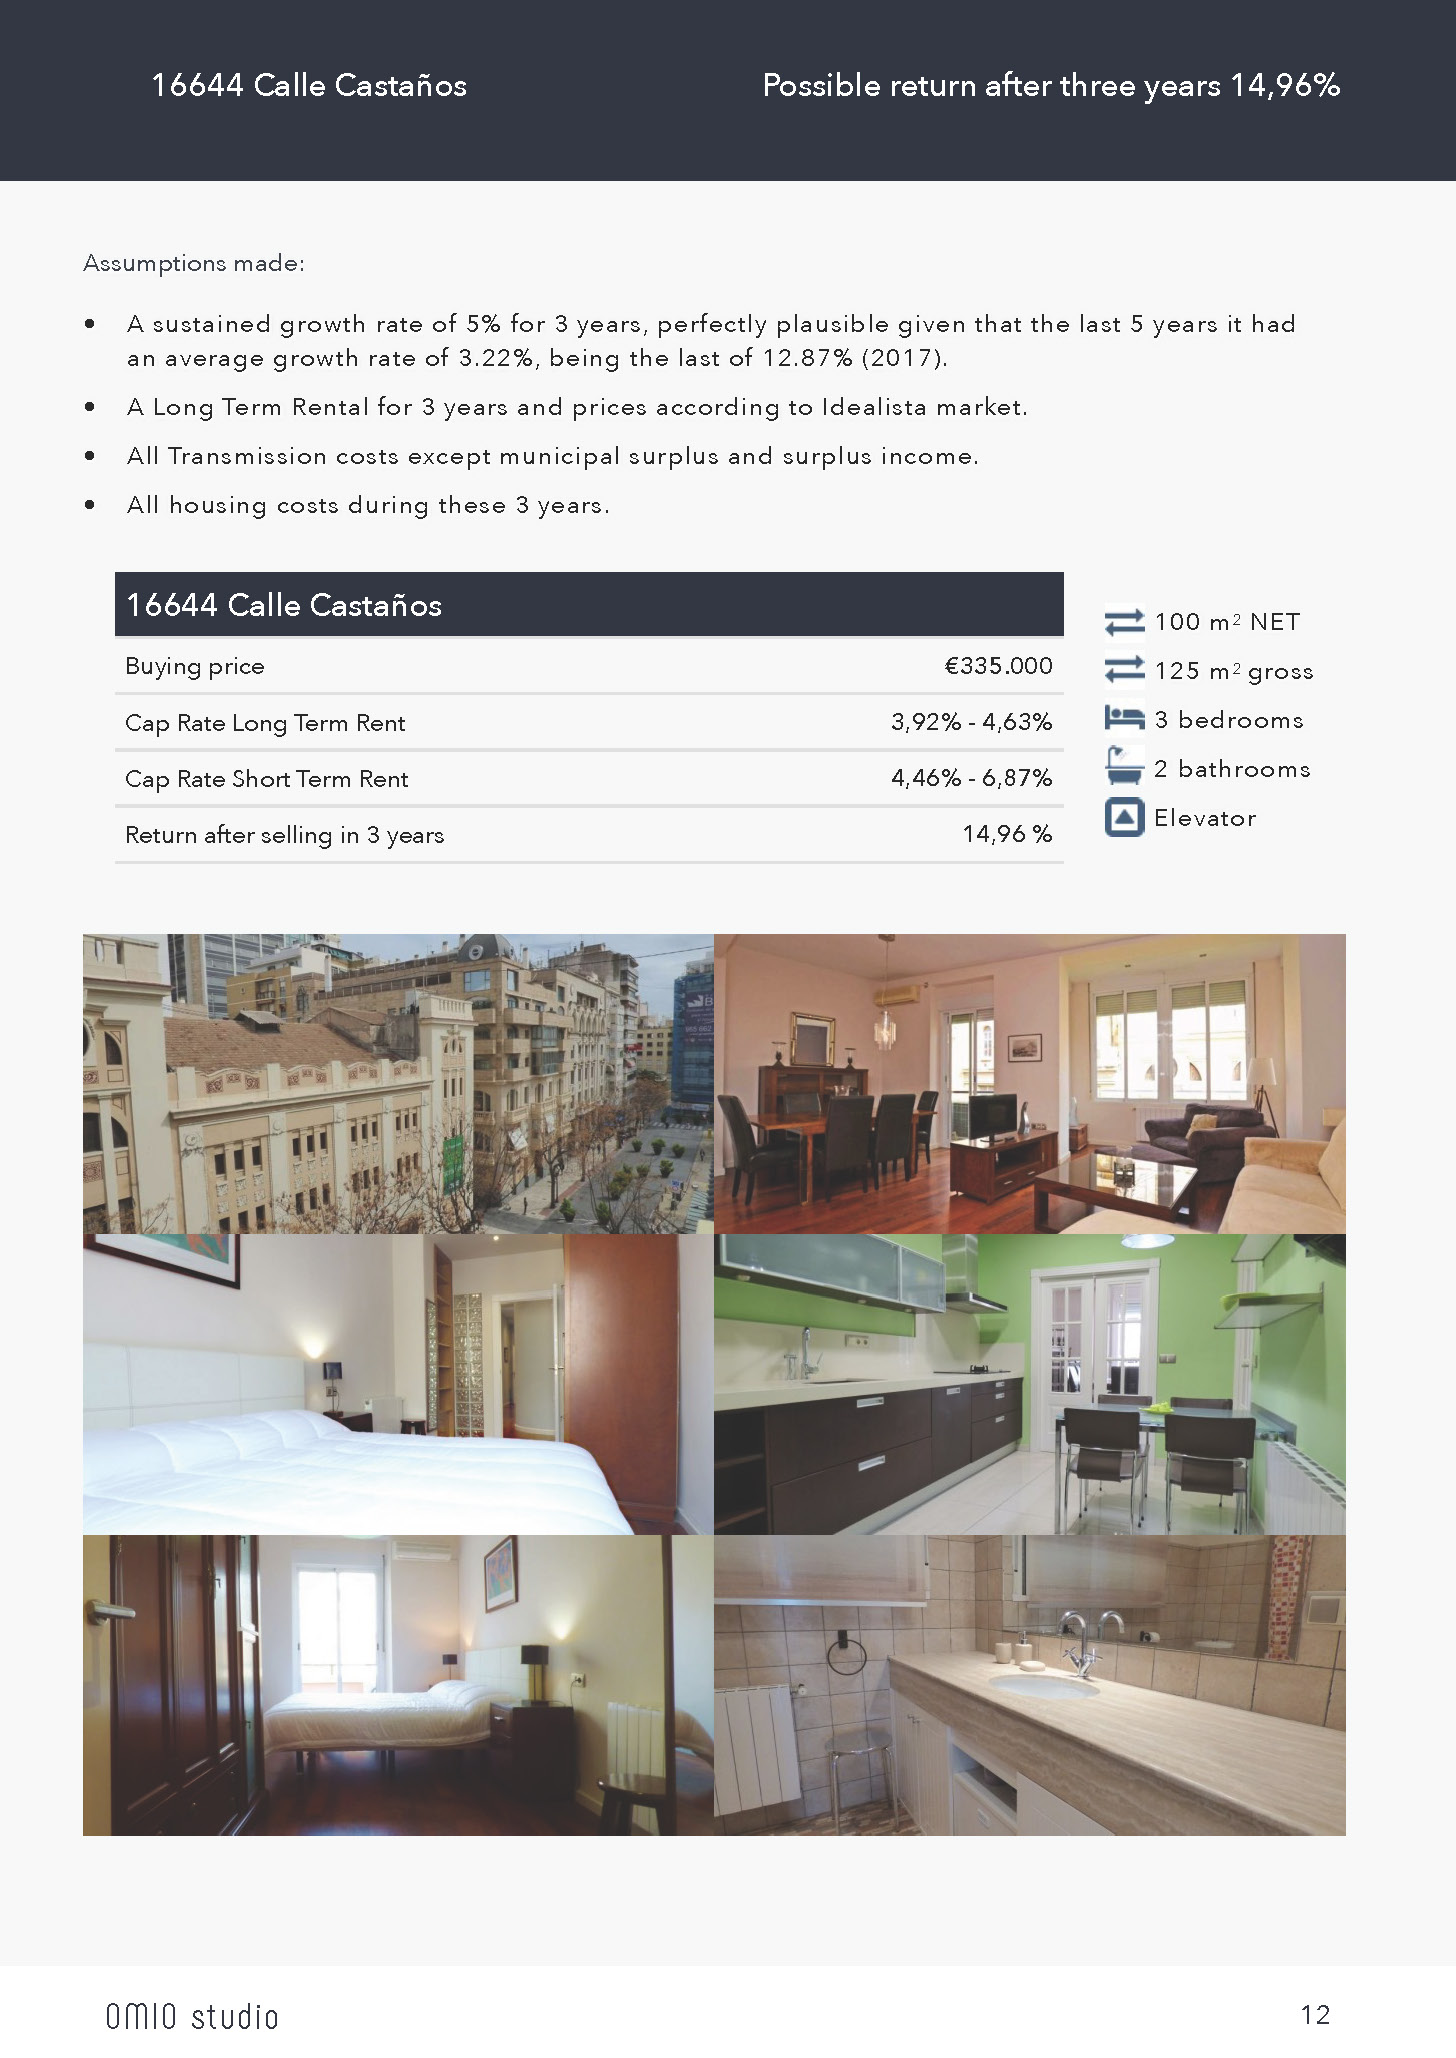 16644 Calle Castaños
Possible return after three years 14,96%
Assumptions made:
• A sustained growth rate of 5% for 3 years, perfectly plausible given that the last 5 years it had
an average growth rate of 3.22%, being the last of 12.87% (2017).
• A Long Term Rental for 3 years and prices according to Idealista market.
• All Transmission costs except municipal surplus and surplus income.
• All housing costs during these 3 years.
16644 Calle Castaños
Buying price €335.000
Cap Rate Long Term Rent 3,92% - 4,63%
Cap Rate Short Term Rent 4,46% - 6,87%
Return after selling in 3 years 14,96 %
100 m² NET
125 m² gross
3 bedrooms
2 bathrooms
Elevator
OMIO studio
12